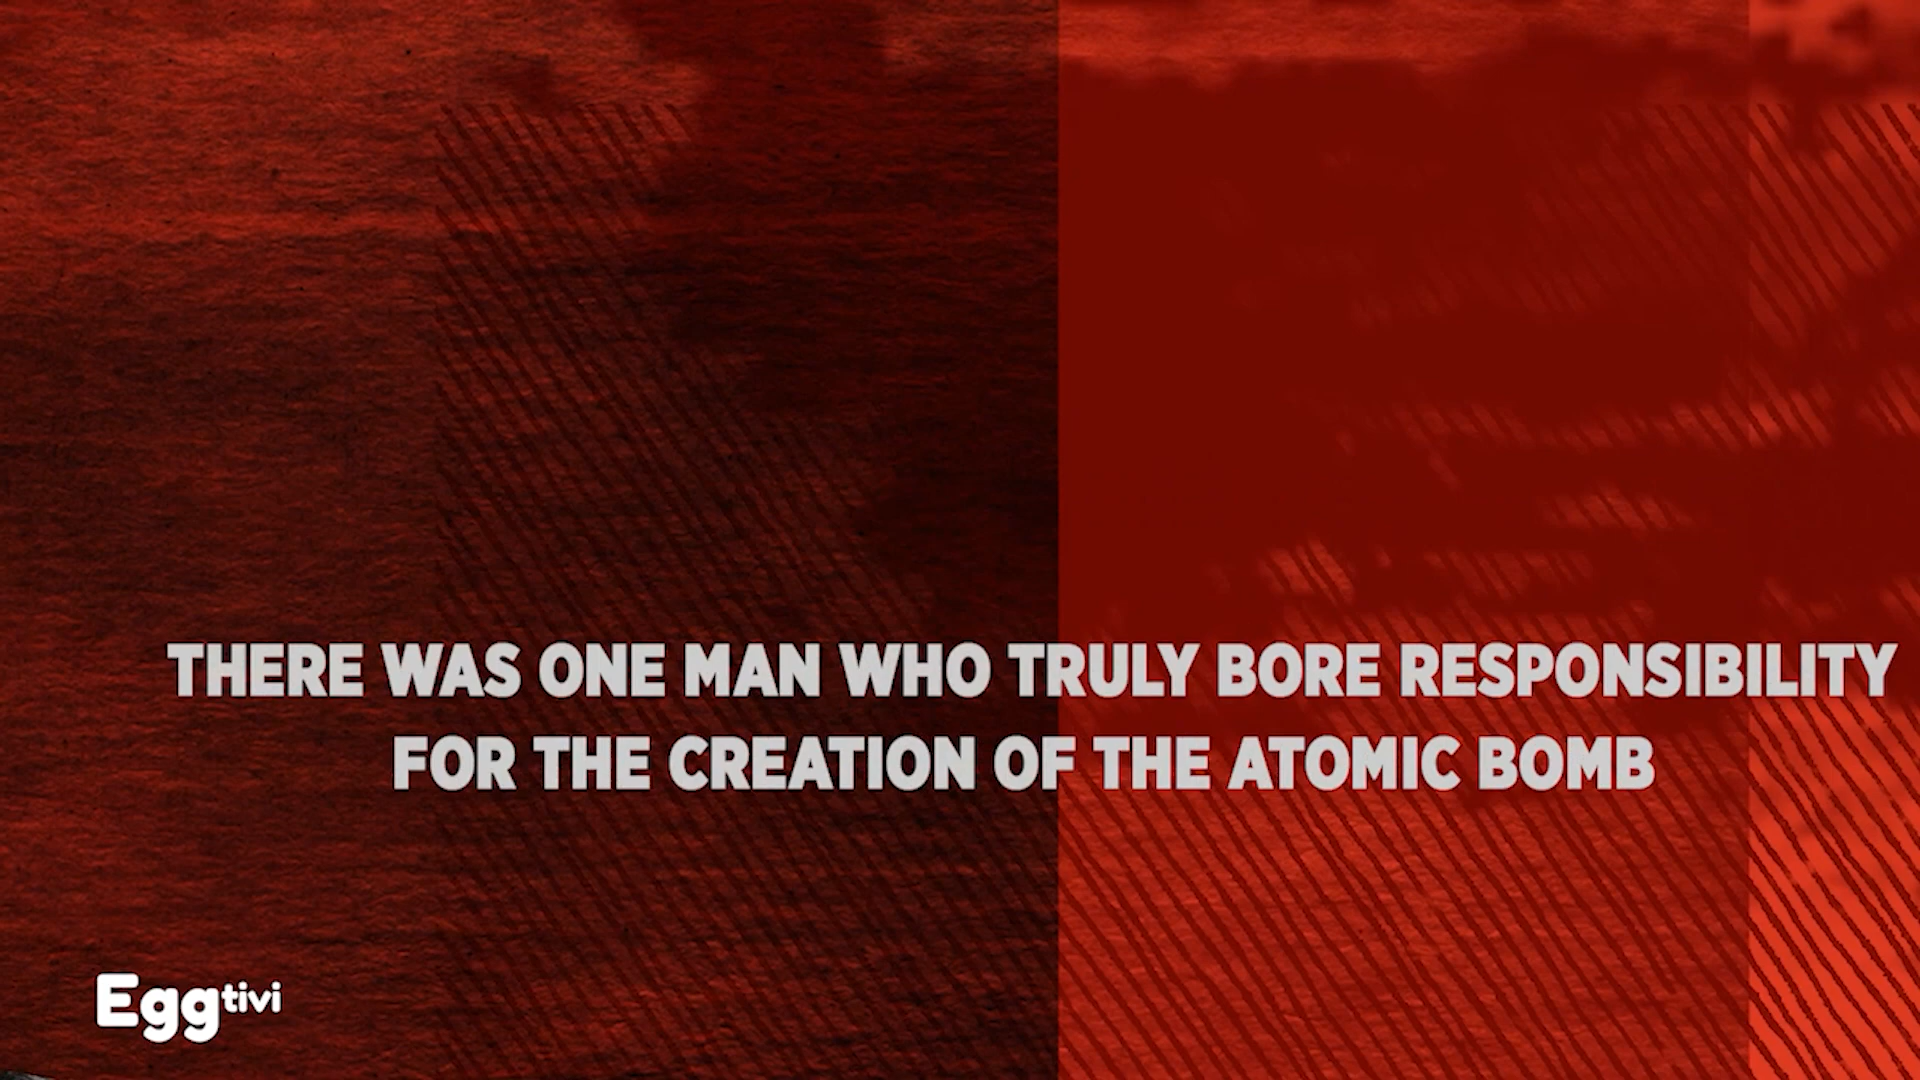 THERE WAS ONE MAN WHO TRULY BORE RESPONSIBILITY
FOR THE CREATION OF THE ATOMIC BOMB
Eggtivi